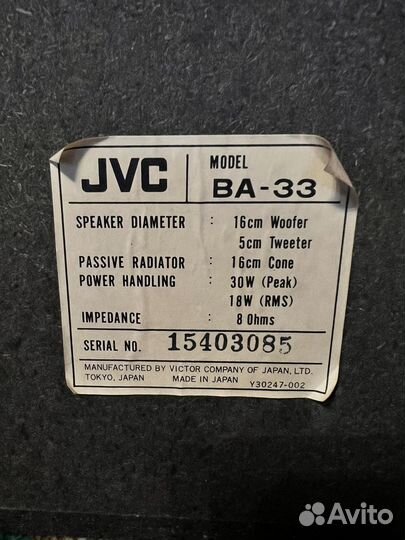 JVC MODEL BA-33
SPEAKER DIAMETER : 16cm Woofer
5cm Tweeter
PASSIVE RADIATOR : 16cm Cone
POWER HANDLING : 30W (Peak)
18W (RMS)
IMPEDANCE : 8 Ohms
SERIAL NO. 15403085
MANUFACTURED BY VICTOR COMPANY OF JAPAN, LTD.
TOKYO, JAPAN MADE IN JAPAN Y30247-002
Avito